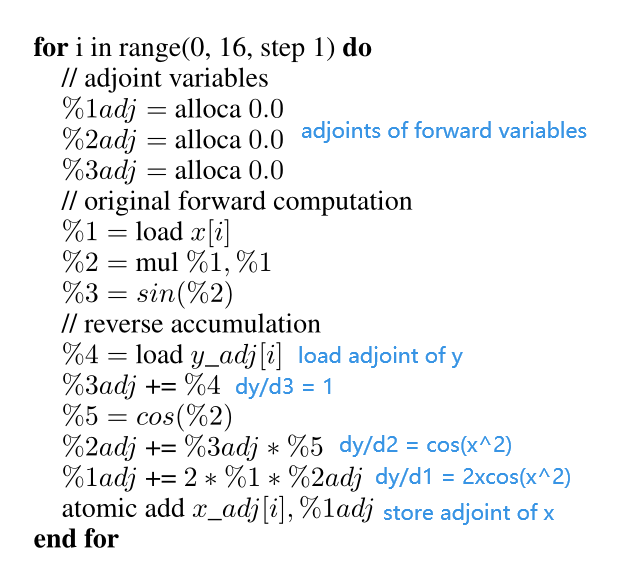 for i in range(0, 16, step 1) do
// adjoint variables
%1adj = alloca 0.0
%2adj = alloca 0.0 adjoints of forward variables
%3adj = alloca 0.0
// original forward computation
%1 = load x[i]
%2 = mul %1, %1
%3 = sin(%2)
// reverse accumulation
%4 = load y_adj[i] load adjoint of y
%3adj += %4 dy/d3 = 1
%5 = cos(%2)
%2adj += %3adj * %5 dy/d2 = cos(x^2)
%1adj += 2 * %1 * %2adj dy/d1 = 2xcos(x^2)
atomic add x_adj[i], %1adj store adjoint of x
end for